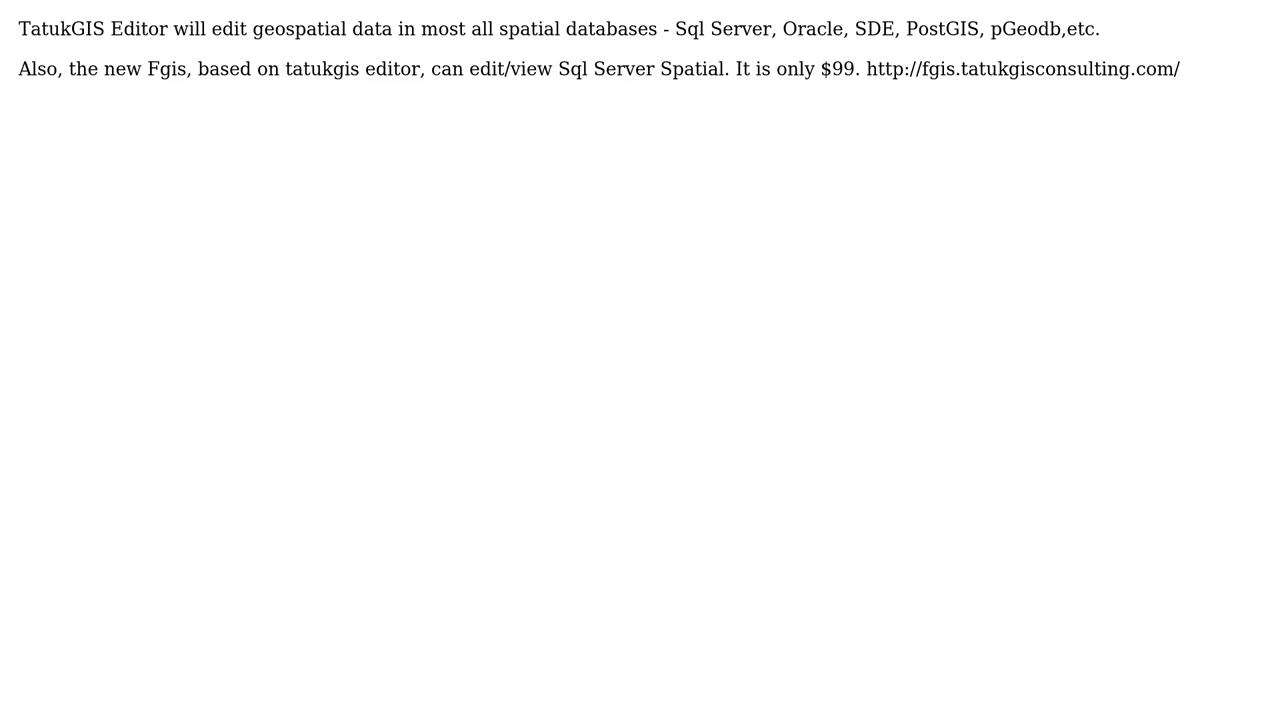 TatukGIS Editor will edit geospatial data in most all spatial databases - Sql Server, Oracle, SDE, PostGIS, pGeodb,etc.
Also, the new Fgis, based on tatukgis editor, can edit/view Sql Server Spatial. It is only $99. http://fgis.tatukgisconsulting.com/